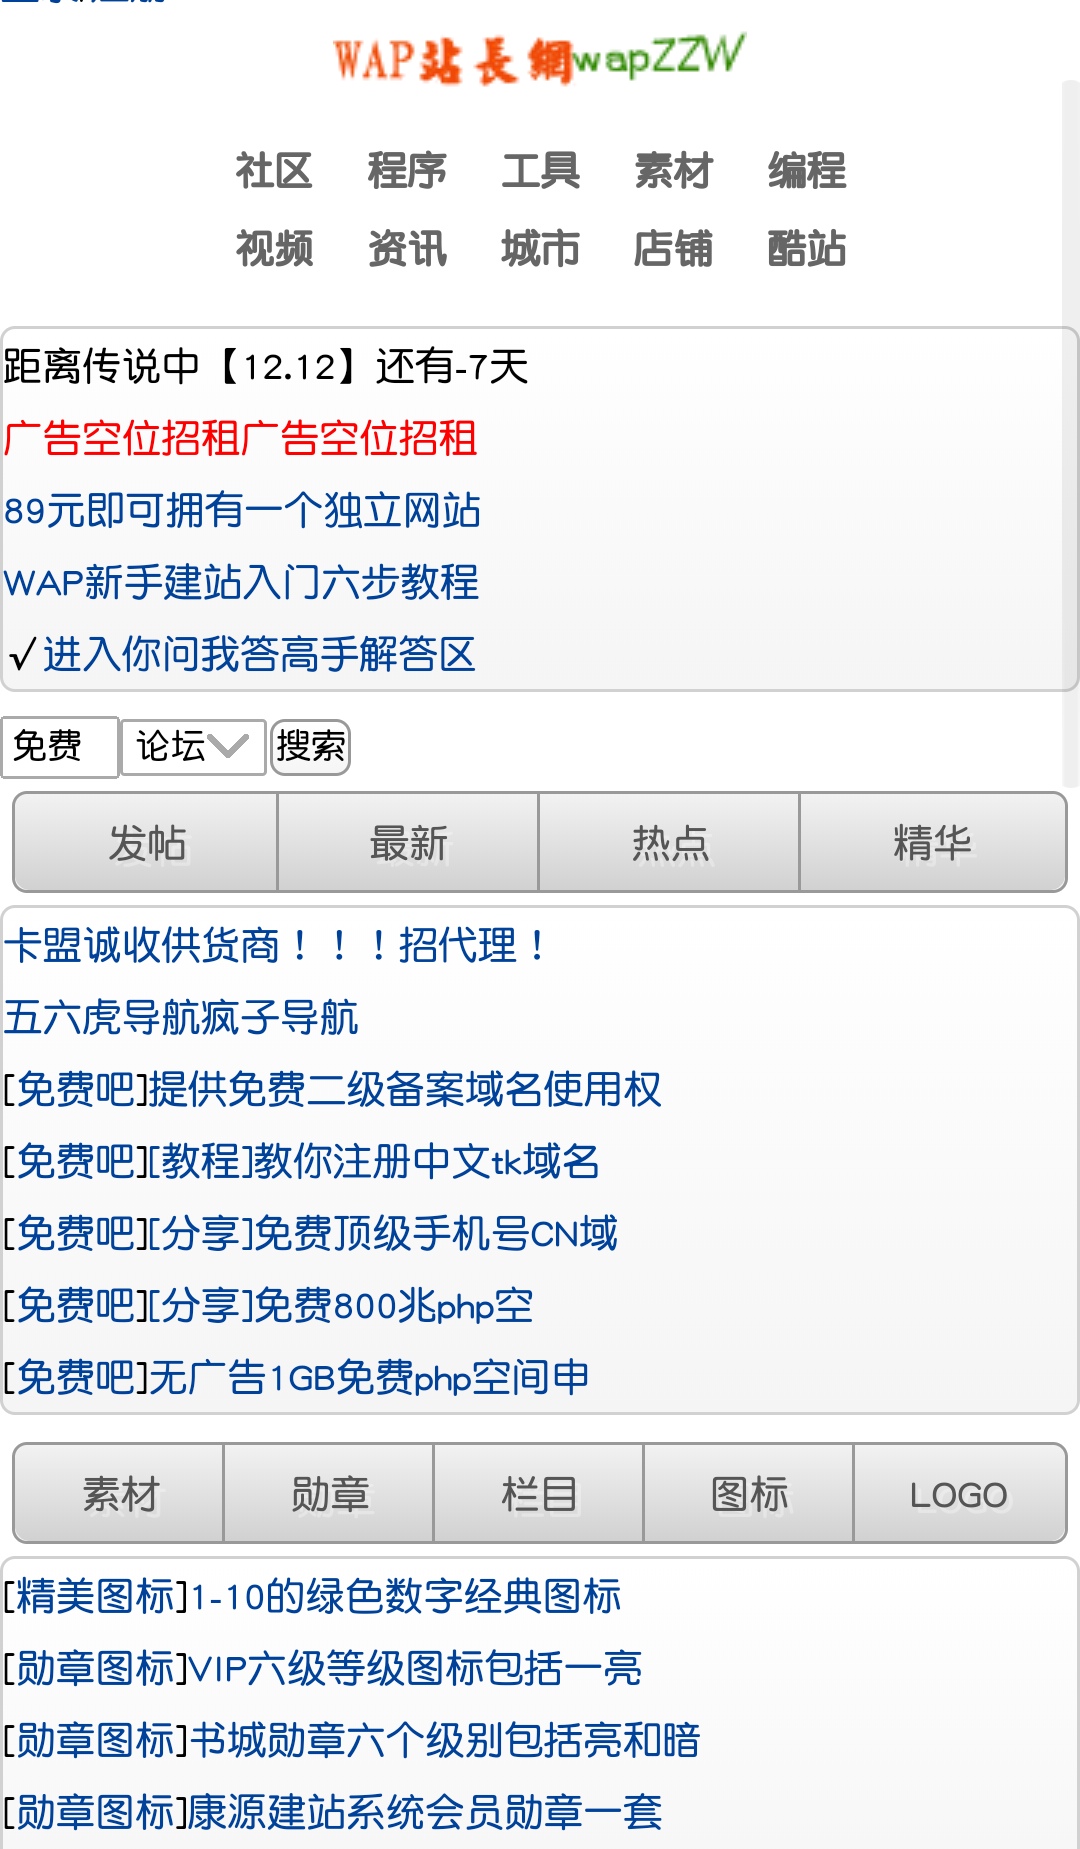 WAP站長網wapZZW
社区 程序 工具 素材 编程
视频 资讯 城市 店铺 酷站
距离传说中【12.12】还有-7天
广告空位招租广告空位招租
89元即可拥有一个独立网站
WAP新手建站入门六步教程
√进入你问我答高手解答区
免费 论坛 搜索
发帖 最新 热点 精华
卡盟诚收供货商！！！招代理！
五六虎导航疯子导航
[免费吧]提供免费二级备案域名使用权
[免费吧][教程]教你注册中文tk域名
[免费吧][分享]免费顶级手机号CN域
[免费吧][分享]免费800兆php空
[免费吧]无广告1GB免费php空间申
素材 勋章 栏目 图标 LOGO
[精美图标]1-10的绿色数字经典图标
[勋章图标]VIP六级等级图标包括一亮
[勋章图标]书城勋章六个级别包括亮和暗
[勋章图标]康源建站系统会员勋章一套